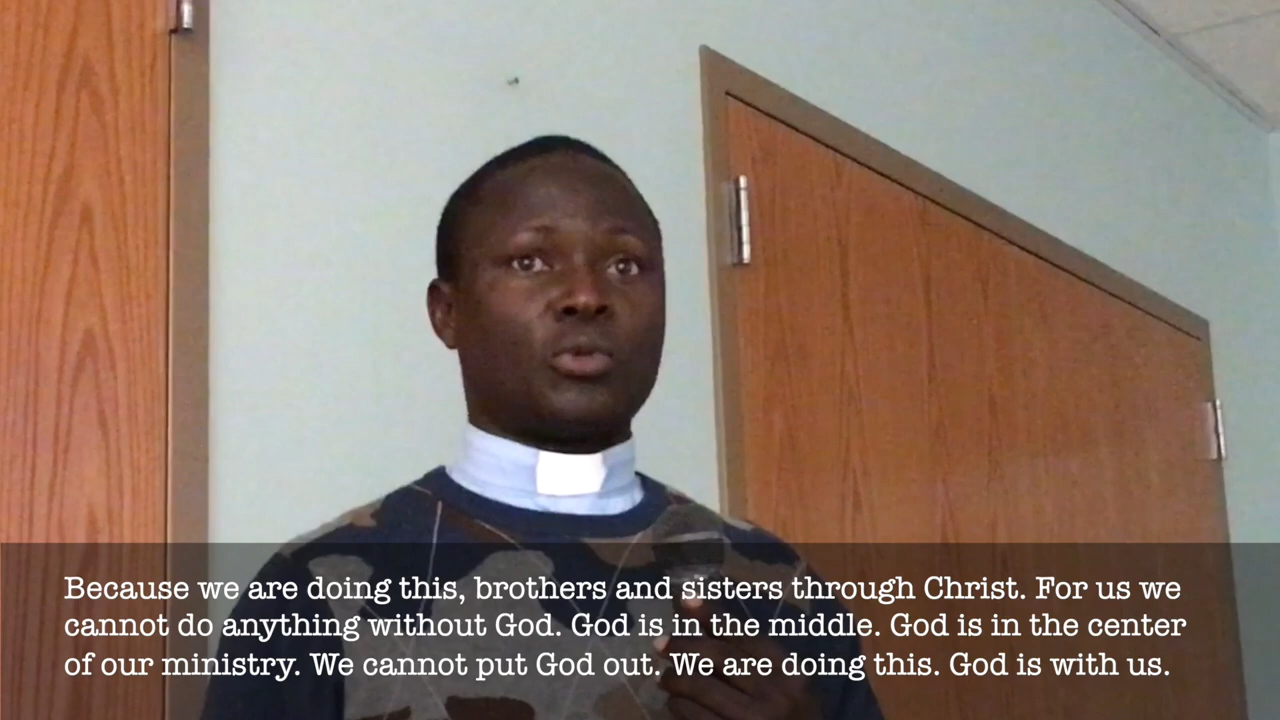 Because we are doing this, brothers and sisters through Christ. For us we
cannot do anything without God. God is in the middle. God is in the center
of our ministry. We cannot put God out. We are doing this. God is with us.